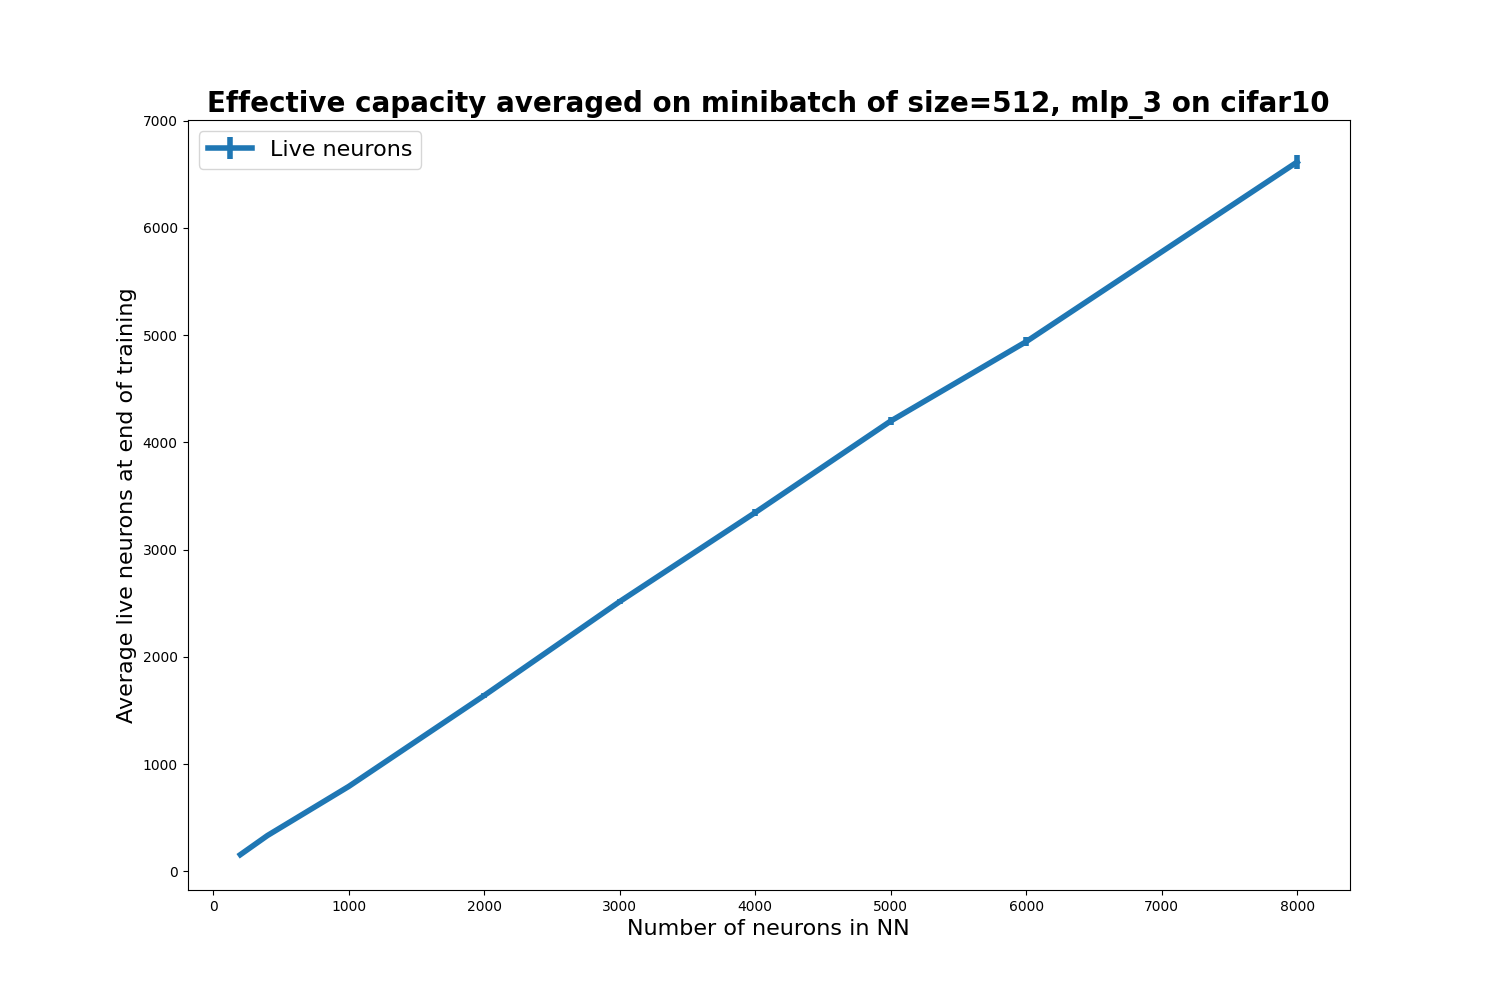 Effective capacity averaged on minibatch of size=512, mlp_3 on cifar10
Live neurons
7000
6000
5000
4000
3000
2000
1000
0
Average live neurons at end of training
0 1000 2000 3000 4000 5000 6000 7000 8000
Number of neurons in NN